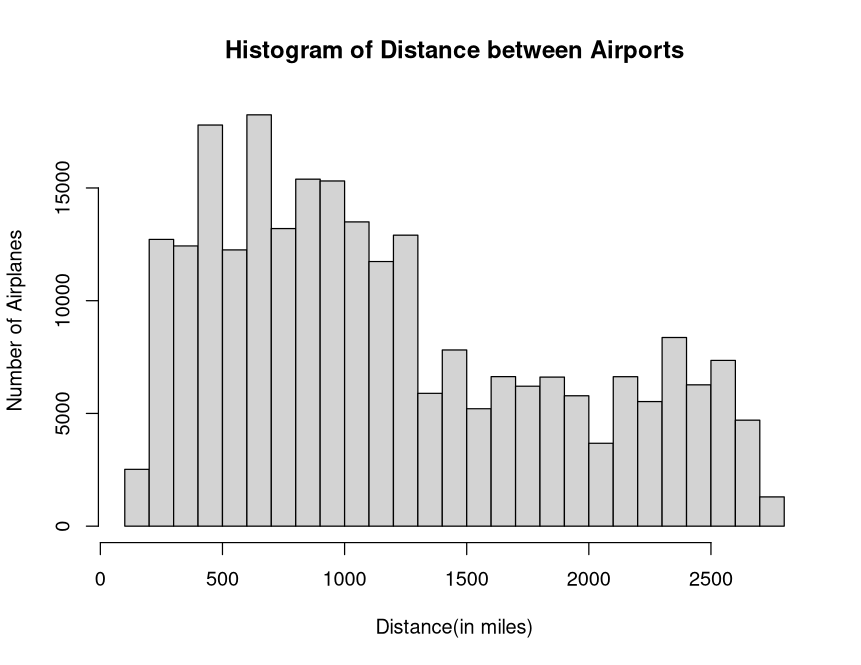 Histogram of Distance between Airports
Number of Airplanes
15000
10000
5000
0
0 500 1000 1500 2000 2500
Distance(in miles)